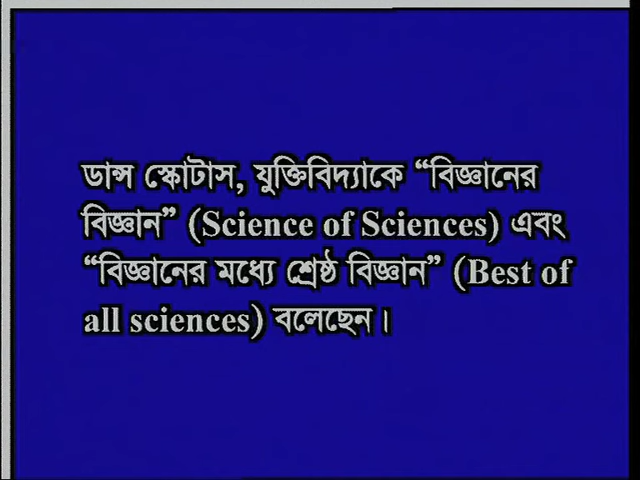 ডান্স স্কোটাস, যুক্তিবিদ্যাকে “বিজ্ঞানের
বিজ্ঞান” (Science of Sciences) এবং
“বিজ্ঞানের মধ্যে শ্রেষ্ঠ বিজ্ঞান” (Best of
all sciences) বলেছেন।